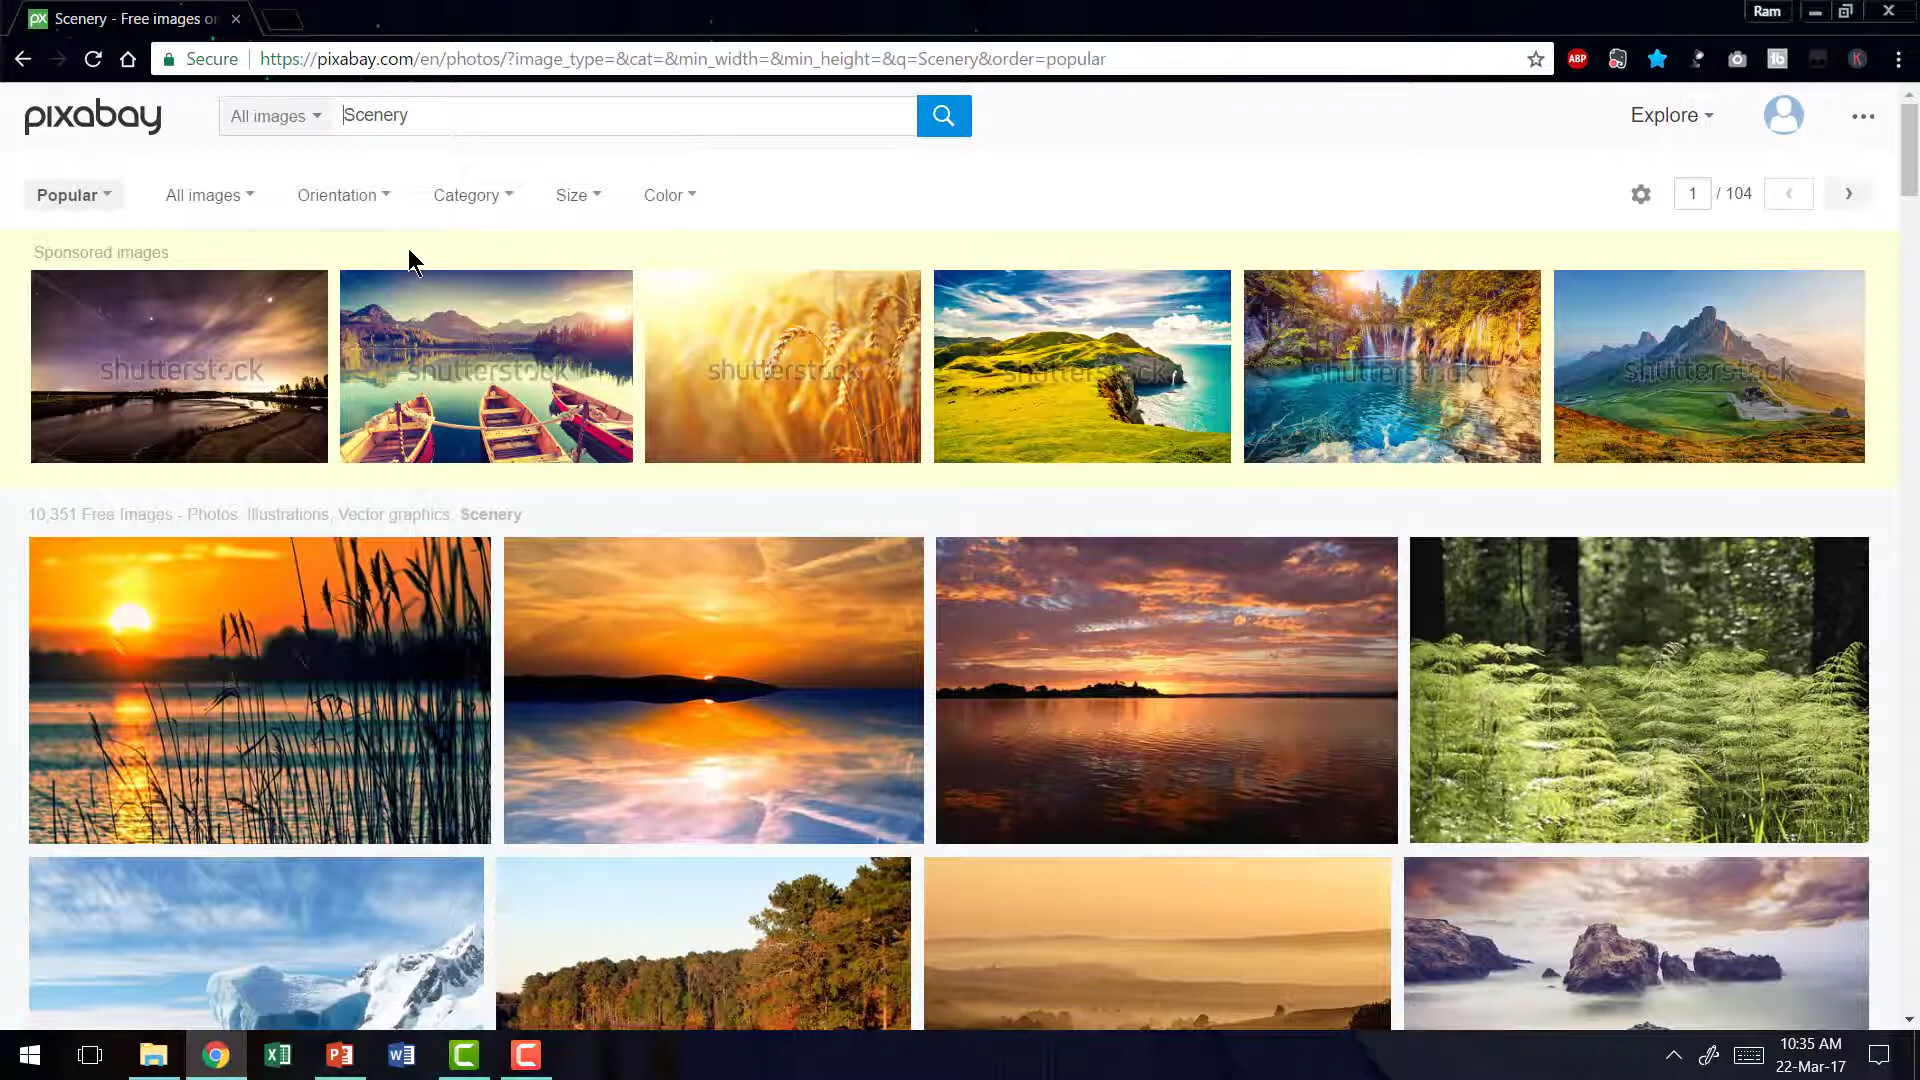 Scenery - Free images o
Ram
Secure
https://pixabay.com/en/photos/?image_type=&cat=&min_width=&min_height=&q=Scenery&order=popular
ABP
pixabay
All images
Scenery
Explore
Popular
All images
Orientation
Category
Size
Color
1 / 104
Sponsored images
shutterstock
shutterstock
shutterstock
shutterstock
shutterstock
shutterstock
10,351 Free Images - Photos, Illustrations, Vector graphics: Scenery
10:35 AM
22-Mar-17